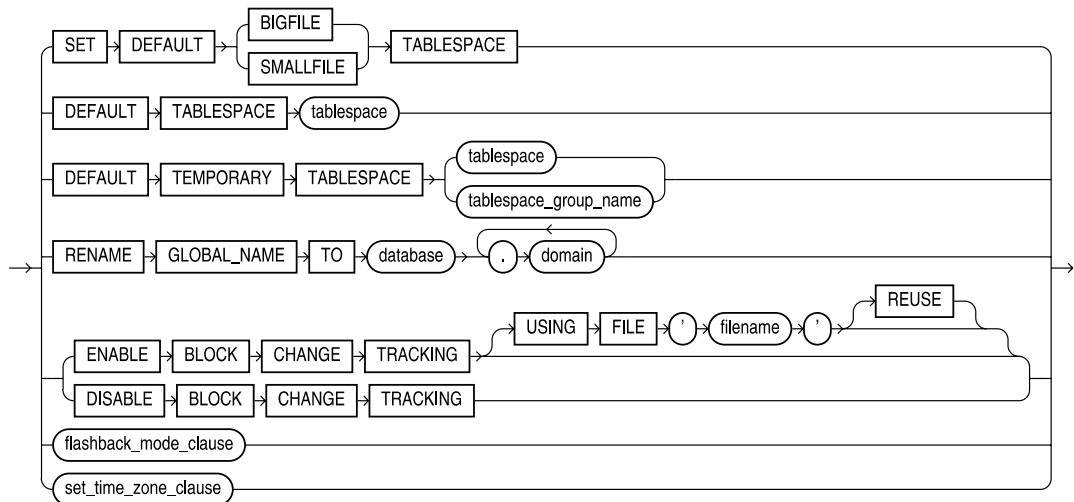 BIGFILE
SET DEFAULT TABLESPACE
SMALLFILE
DEFAULT TABLESPACE tablespace
tablespace
DEFAULT TEMPORARY TABLESPACE
tablespace_group_name
RENAME GLOBAL_NAME TO database . domain
REUSE
USING FILE ' filename '
ENABLE BLOCK CHANGE TRACKING
DISABLE BLOCK CHANGE TRACKING
flashback_mode_clause
set_time_zone_clause